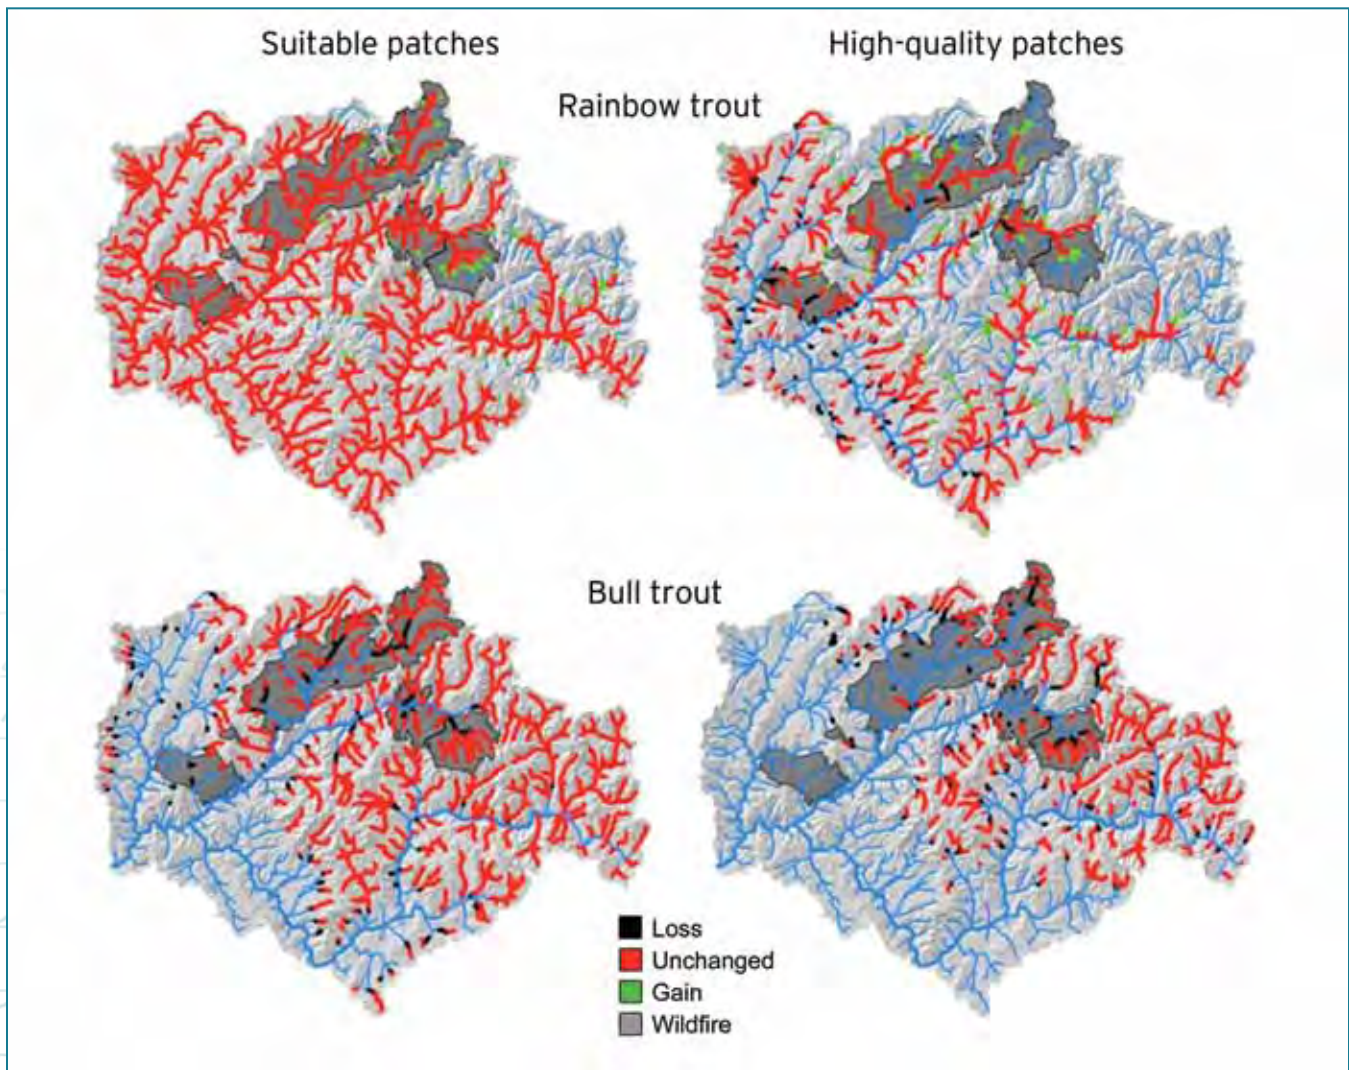 Suitable patches
High-quality patches
Rainbow trout
Bull trout
Loss
Unchanged
Gain
Wildfire